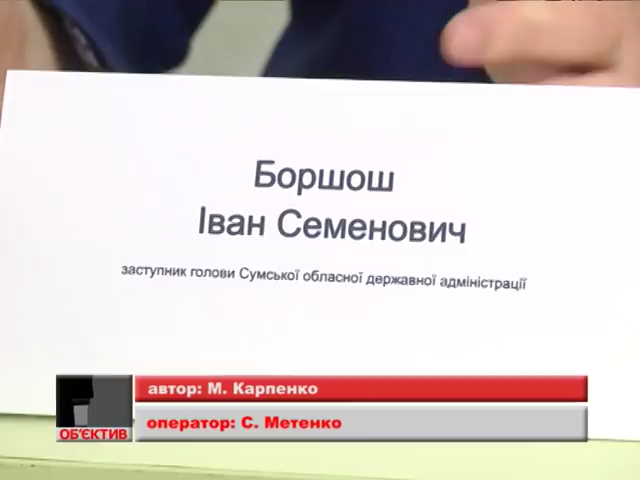 Боршош
Іван Семенович
заступник голови Сумської обласної державної адміністрації
автор: М. Карпенко
оператор: С. Метенко
ОБ'ЄКТИВ